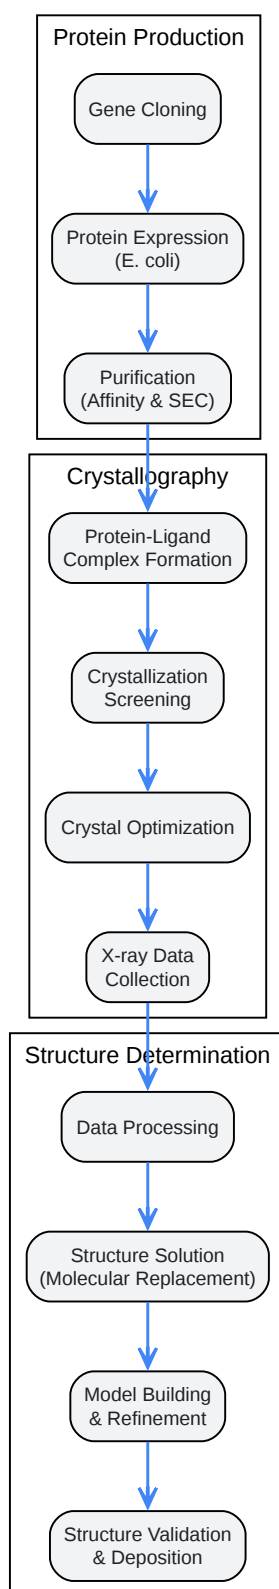 Protein Production
Gene Cloning
Protein Expression
(E. coli)
Purification
(Affinity & SEC)
Crystallography
Protein-Ligand
Complex Formation
Crystallization
Screening
Crystal Optimization
X-ray Data
Collection
Structure Determination
Data Processing
Structure Solution
(Molecular Replacement)
Model Building
& Refinement
Structure Validation
& Deposition